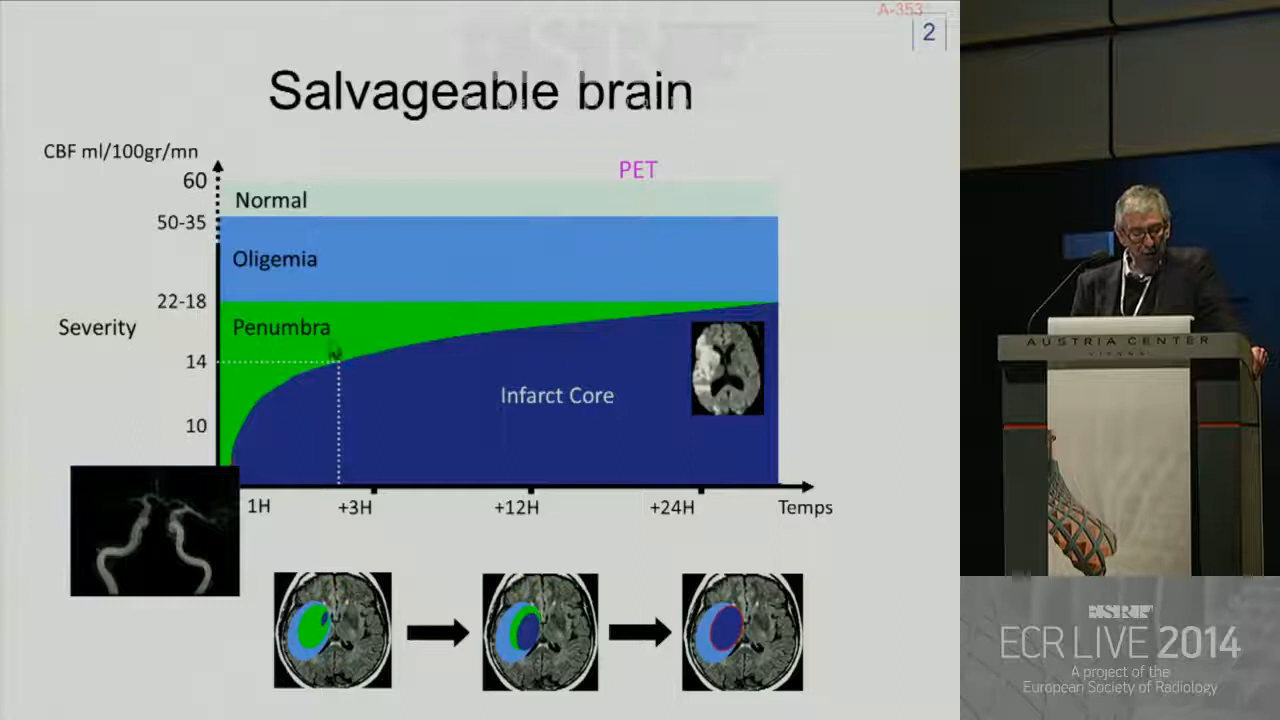 A-353
2
Salvageable brain
CBF ml/100gr/mn
PET
60
Normal
50-35
Oligemia
22-18
Severity
Penumbra
14
Infarct Core
10
1H
+3H
+12H
+24H
Temps
AUSTRIA CENTER
VIENNA
ESR
ECR LIVE 2014
A project of the
European Society of Radiology